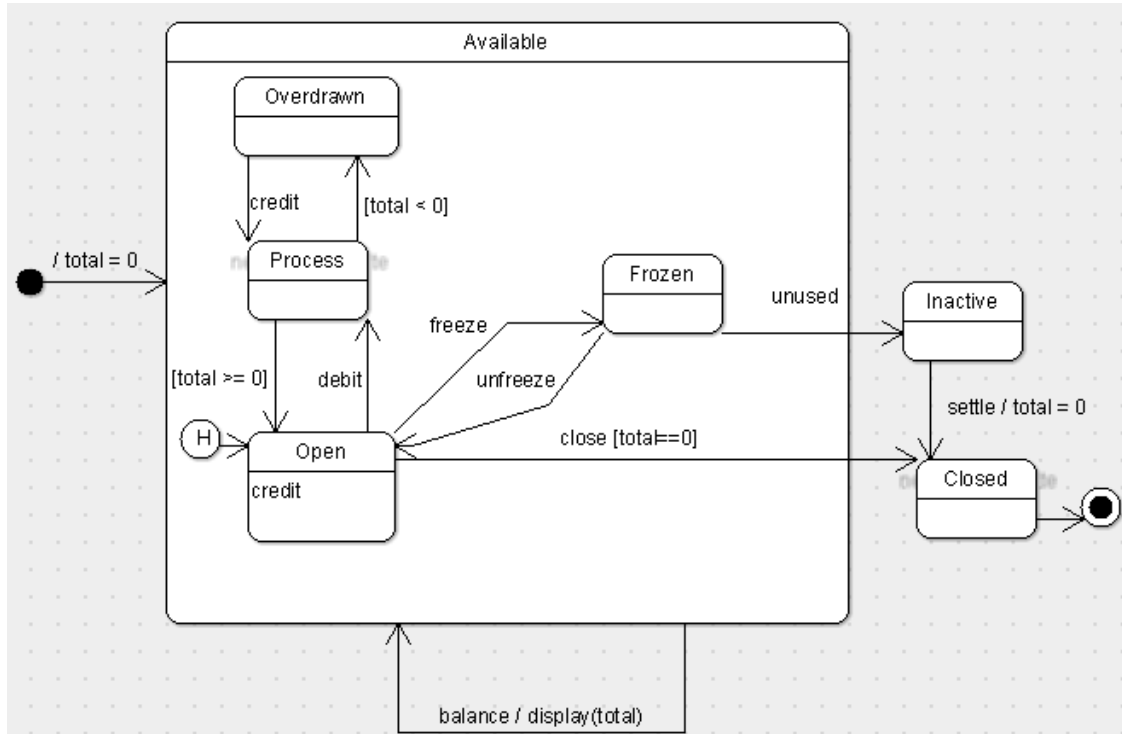 Available
Overdrawn
credit
[total < 0]
/ total = 0
Process
Frozen
unused
Inactive
freeze
[total >= 0]
debit
unfreeze
settle / total = 0
H
Open
close [total==0]
credit
Closed
balance / display(total)